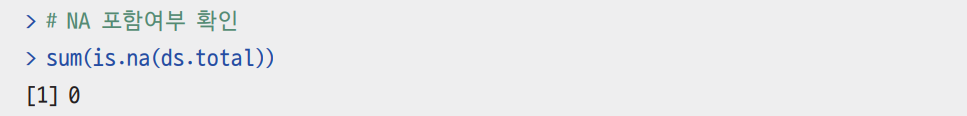 > # NA 포함여부 확인
> sum(is.na(ds.total))
[1] 0